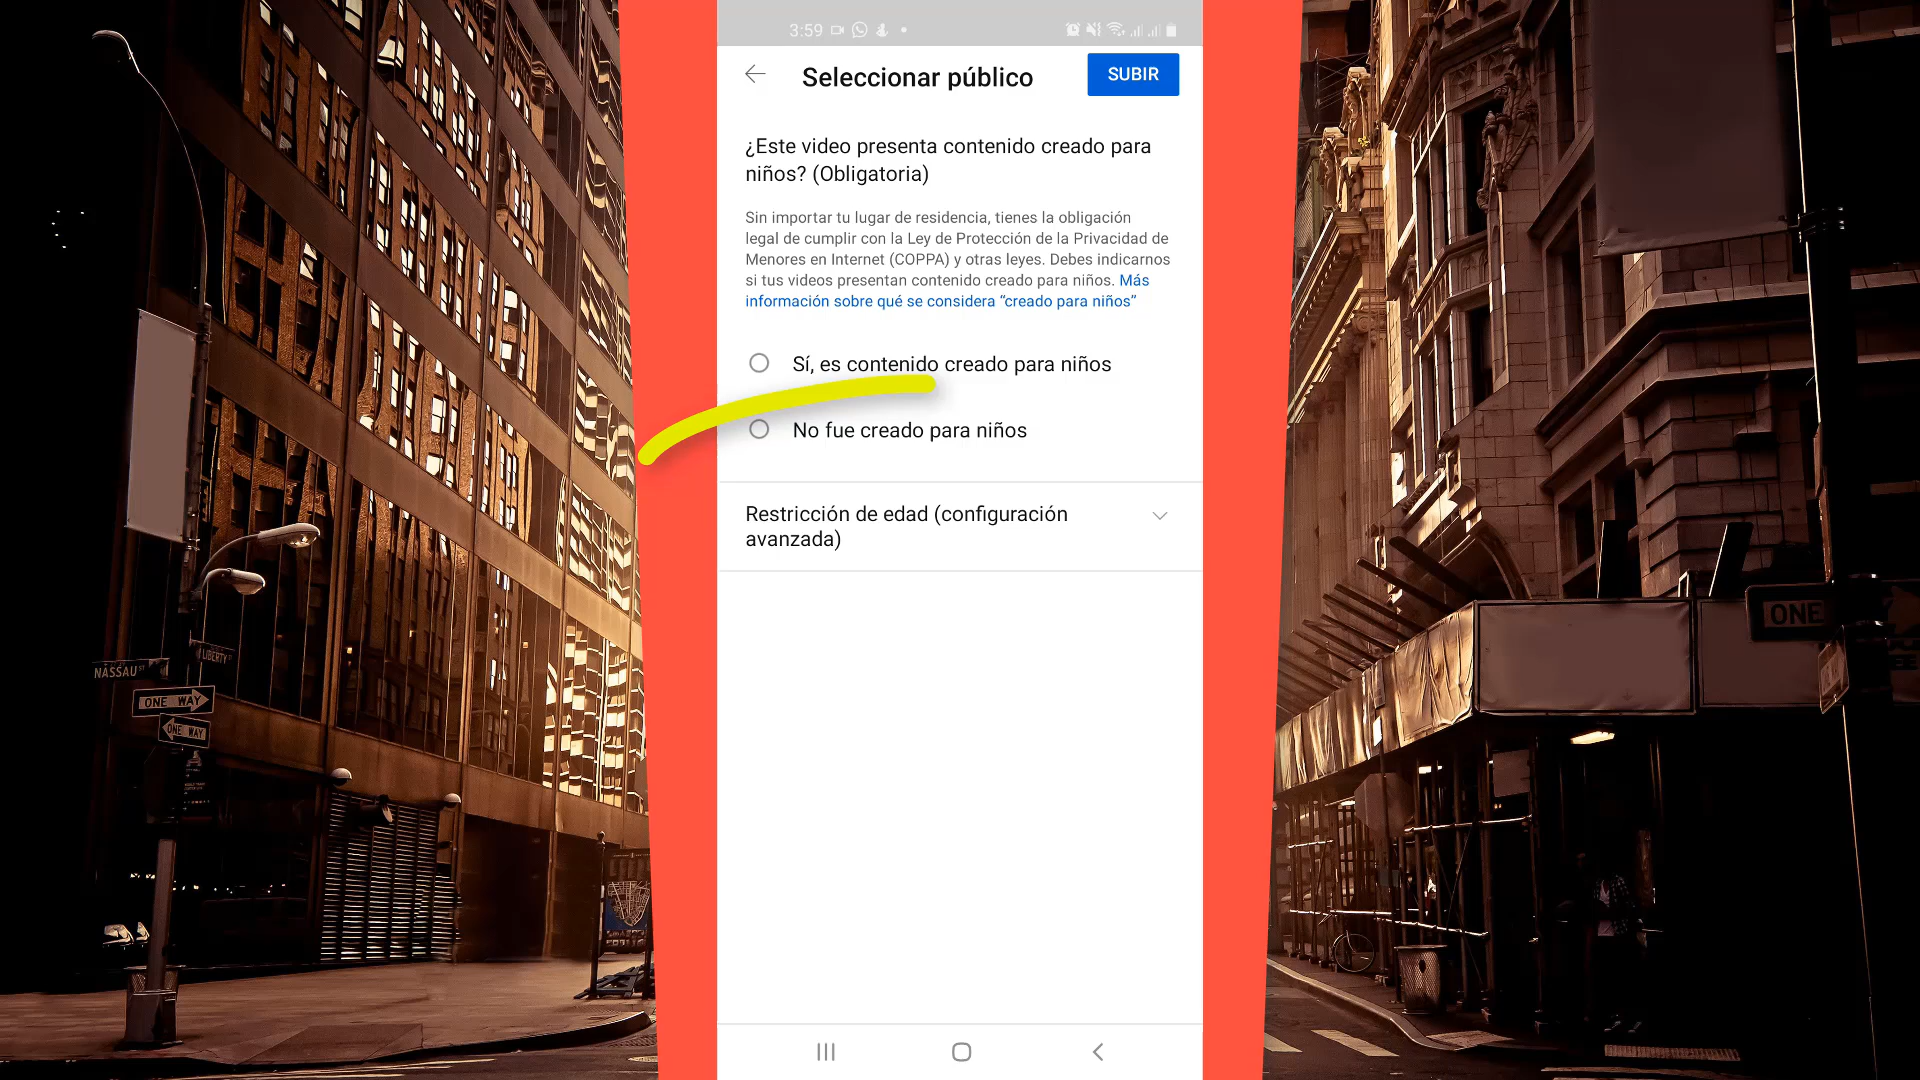 3:59
Seleccionar público
SUBIR
¿Este video presenta contenido creado para
niños? (Obligatoria)
Sin importar tu lugar de residencia, tienes la obligación
legal de cumplir con la Ley de Protección de la Privacidad de
Menores en Internet (COPPA) y otras leyes. Debes indicarnos
si tus videos presentan contenido creado para niños. Más
información sobre qué se considera “creado para niños”
Sí, es contenido creado para niños
No fue creado para niños
Restricción de edad (configuración
avanzada)
NASSAU ST
LIBERTY
ONE WAY
ONE WAY
ONE